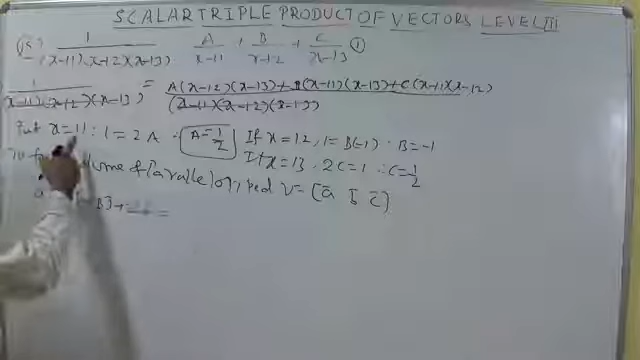 SCALAR TRIPLE PRODUCT OF VECTORS LEVEL III
1/(x-11)(x-12)(x-13) A/x-11 + B/x-12 + C/x-13 ①
1/(x-11)(x-12)(x-13) = A(x-12)(x-13)+B(x-11)(x-13)+C(x-11)(x-12)/(x-11)(x-12)(x-13)
Put x=11: 1=2A ∴ A=1/2 If x=12, 1=B(-1) ∴ B=-1
If x=13, 2C=1 ∴ C=1/2
volume of Parallelopiped V=[a̅ b̅ c̅]